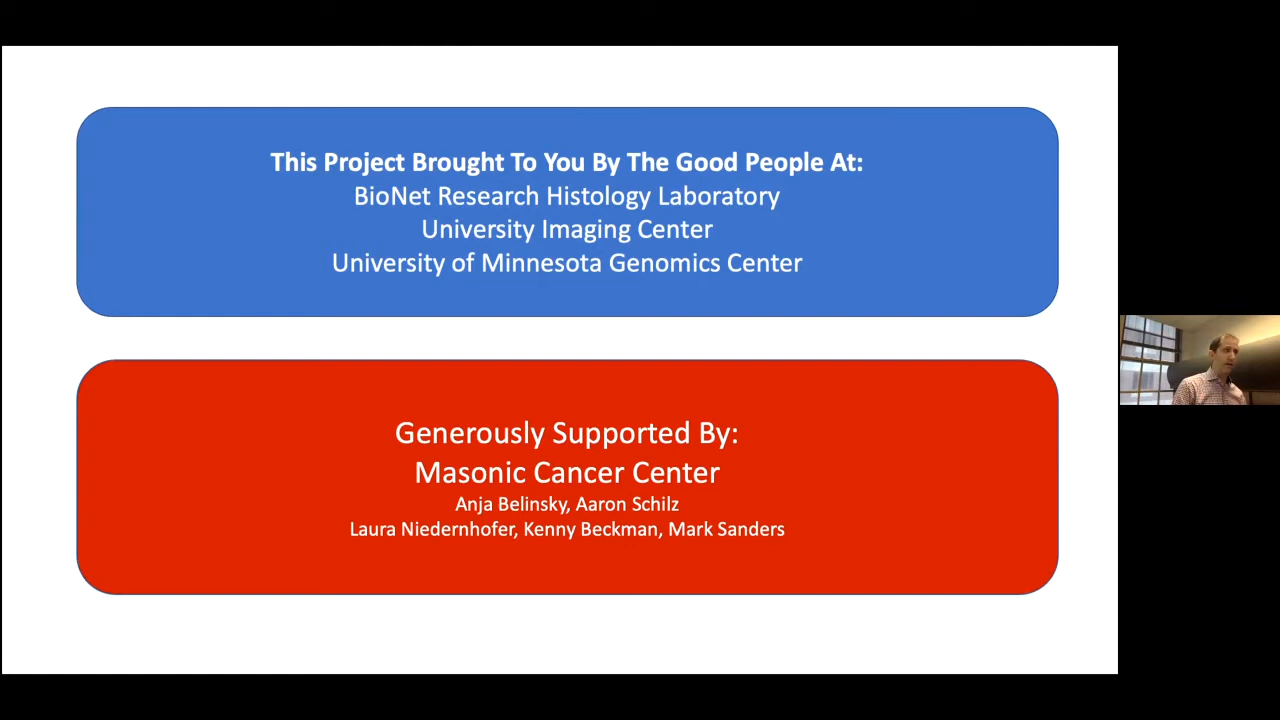 This Project Brought To You By The Good People At:
BioNet Research Histology Laboratory
University Imaging Center
University of Minnesota Genomics Center
Generously Supported By:
Masonic Cancer Center
Anja Belinsky, Aaron Schilz
Laura Niedernhofer, Kenny Beckman, Mark Sanders